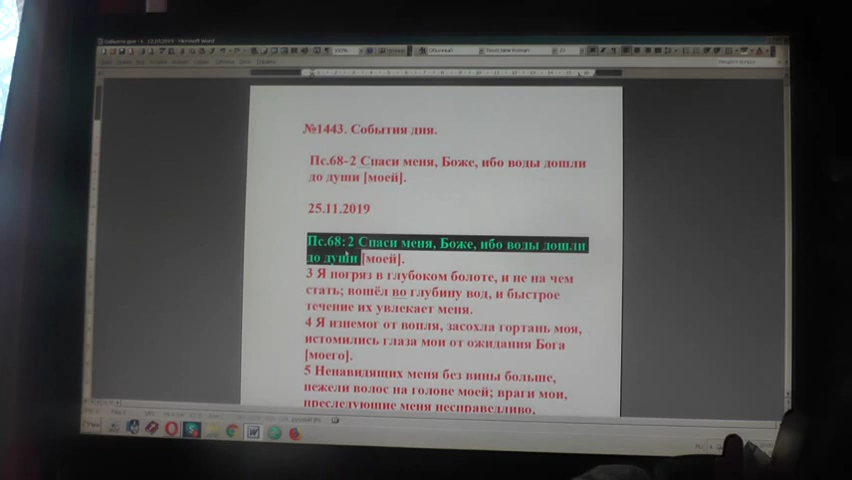 №1443. События дня.
Пс.68-2 Спаси меня, Боже, ибо воды дошли
до души [моей].
25.11.2019
Пс.68:2 Спаси меня, Боже, ибо воды дошли
до души [моей].
3 Я погряз в глубоком болоте, и не на чем
стать; вошёл во глубину вод, и быстрое
течение их увлекает меня.
4 Я изнемог от вопля, засохла гортань моя,
истомились глаза мои от ожидания Бога
[моего].
5 Ненавидящих меня без вины больше,
нежели волос на голове моей; враги мои,
преследующие меня несправедливо,